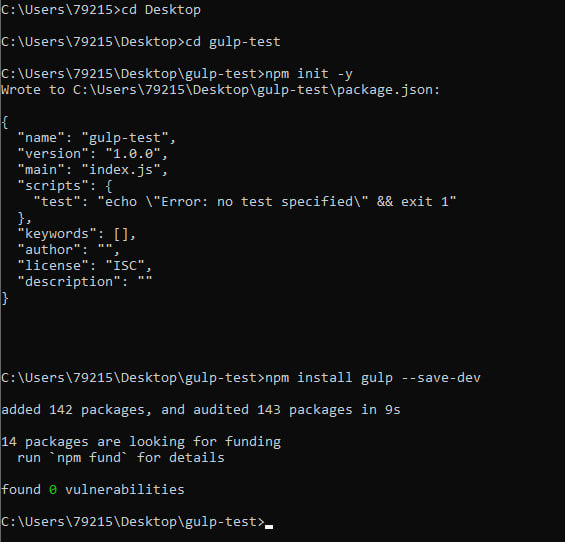 C:\Users\79215>cd Desktop
C:\Users\79215\Desktop>cd gulp-test
C:\Users\79215\Desktop\gulp-test>npm init -y
Wrote to C:\Users\79215\Desktop\gulp-test\package.json:
{
  "name": "gulp-test",
  "version": "1.0.0",
  "main": "index.js",
  "scripts": {
    "test": "echo \"Error: no test specified\" && exit 1"
  },
  "keywords": [],
  "author": "",
  "license": "ISC",
  "description": ""
}
C:\Users\79215\Desktop\gulp-test>npm install gulp --save-dev
added 142 packages, and audited 143 packages in 9s
14 packages are looking for funding
  run `npm fund` for details
found 0 vulnerabilities
C:\Users\79215\Desktop\gulp-test>